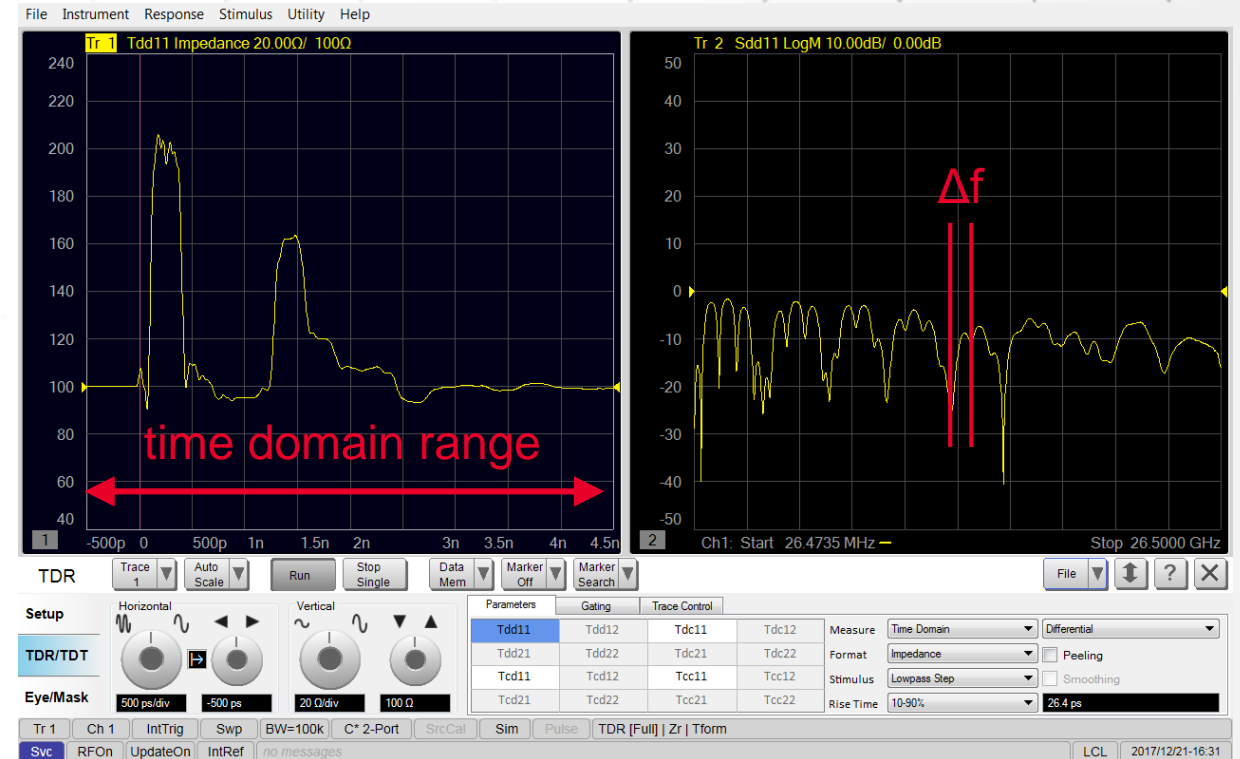 File Instrument Response Stimulus Utility Help
Tr 1 Tdd11 Impedance 20.00Ω/ 100Ω
240
220
200
180
160
140
120
100
80
60
40
time domain range
1
-500p 0 500p 1n 1.5n 2n 3n 3.5n 4n 4.5n
Tr 2 Sdd11 LogM 10.00dB/ 0.00dB
50
40
30
20
10
0
-10
-20
-30
-40
-50
Δf
2
Ch1: Start 26.4735 MHz
Stop 26.5000 GHz
TDR
Trace 1
Auto Scale
Run
Stop Single
Data Mem
Marker Off
Marker Search
File
?
Setup
TDR/TDT
Eye/Mask
Horizontal
500 ps/div
-500 ps
Vertical
20 Ω/div
100 Ω
Parameters Gating Trace Control
Tdd11 Tdd12 Tdc11 Tdc12
Tdd21 Tdd22 Tdc21 Tdc22
Tcd11 Tcd12 Tcc11 Tcc12
Tcd21 Tcd22 Tcc21 Tcc22
Measure Time Domain Differential
Format Impedance Peeling
Stimulus Lowpass Step Smoothing
Rise Time 10-90% 26.4 ps
Tr 1 Ch 1 IntTrig Swp BW=100k C* 2-Port SrcCal Sim Pulse TDR [Full] | Zr | Tform
Svc RFOn UpdateOn IntRef no messages LCL 2017/12/21-16:31